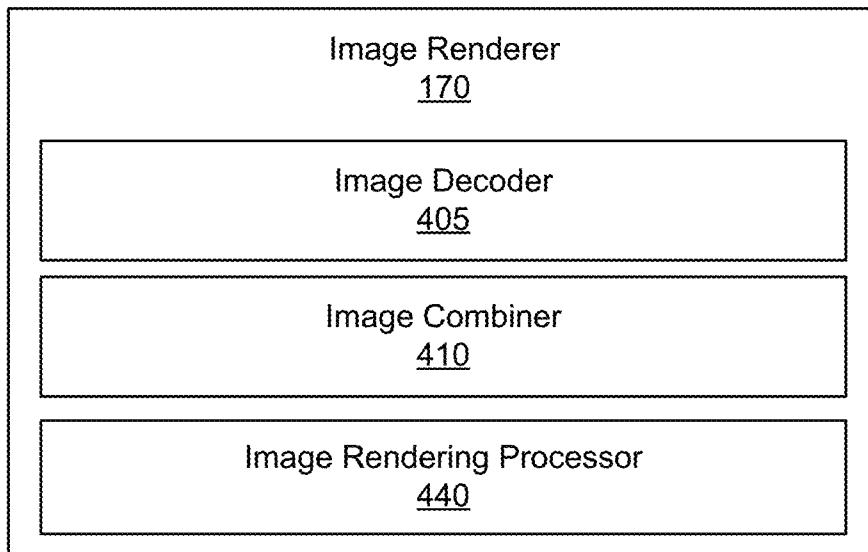 Image Renderer
170
Image Decoder
405
Image Combiner
410
Image Rendering Processor
440